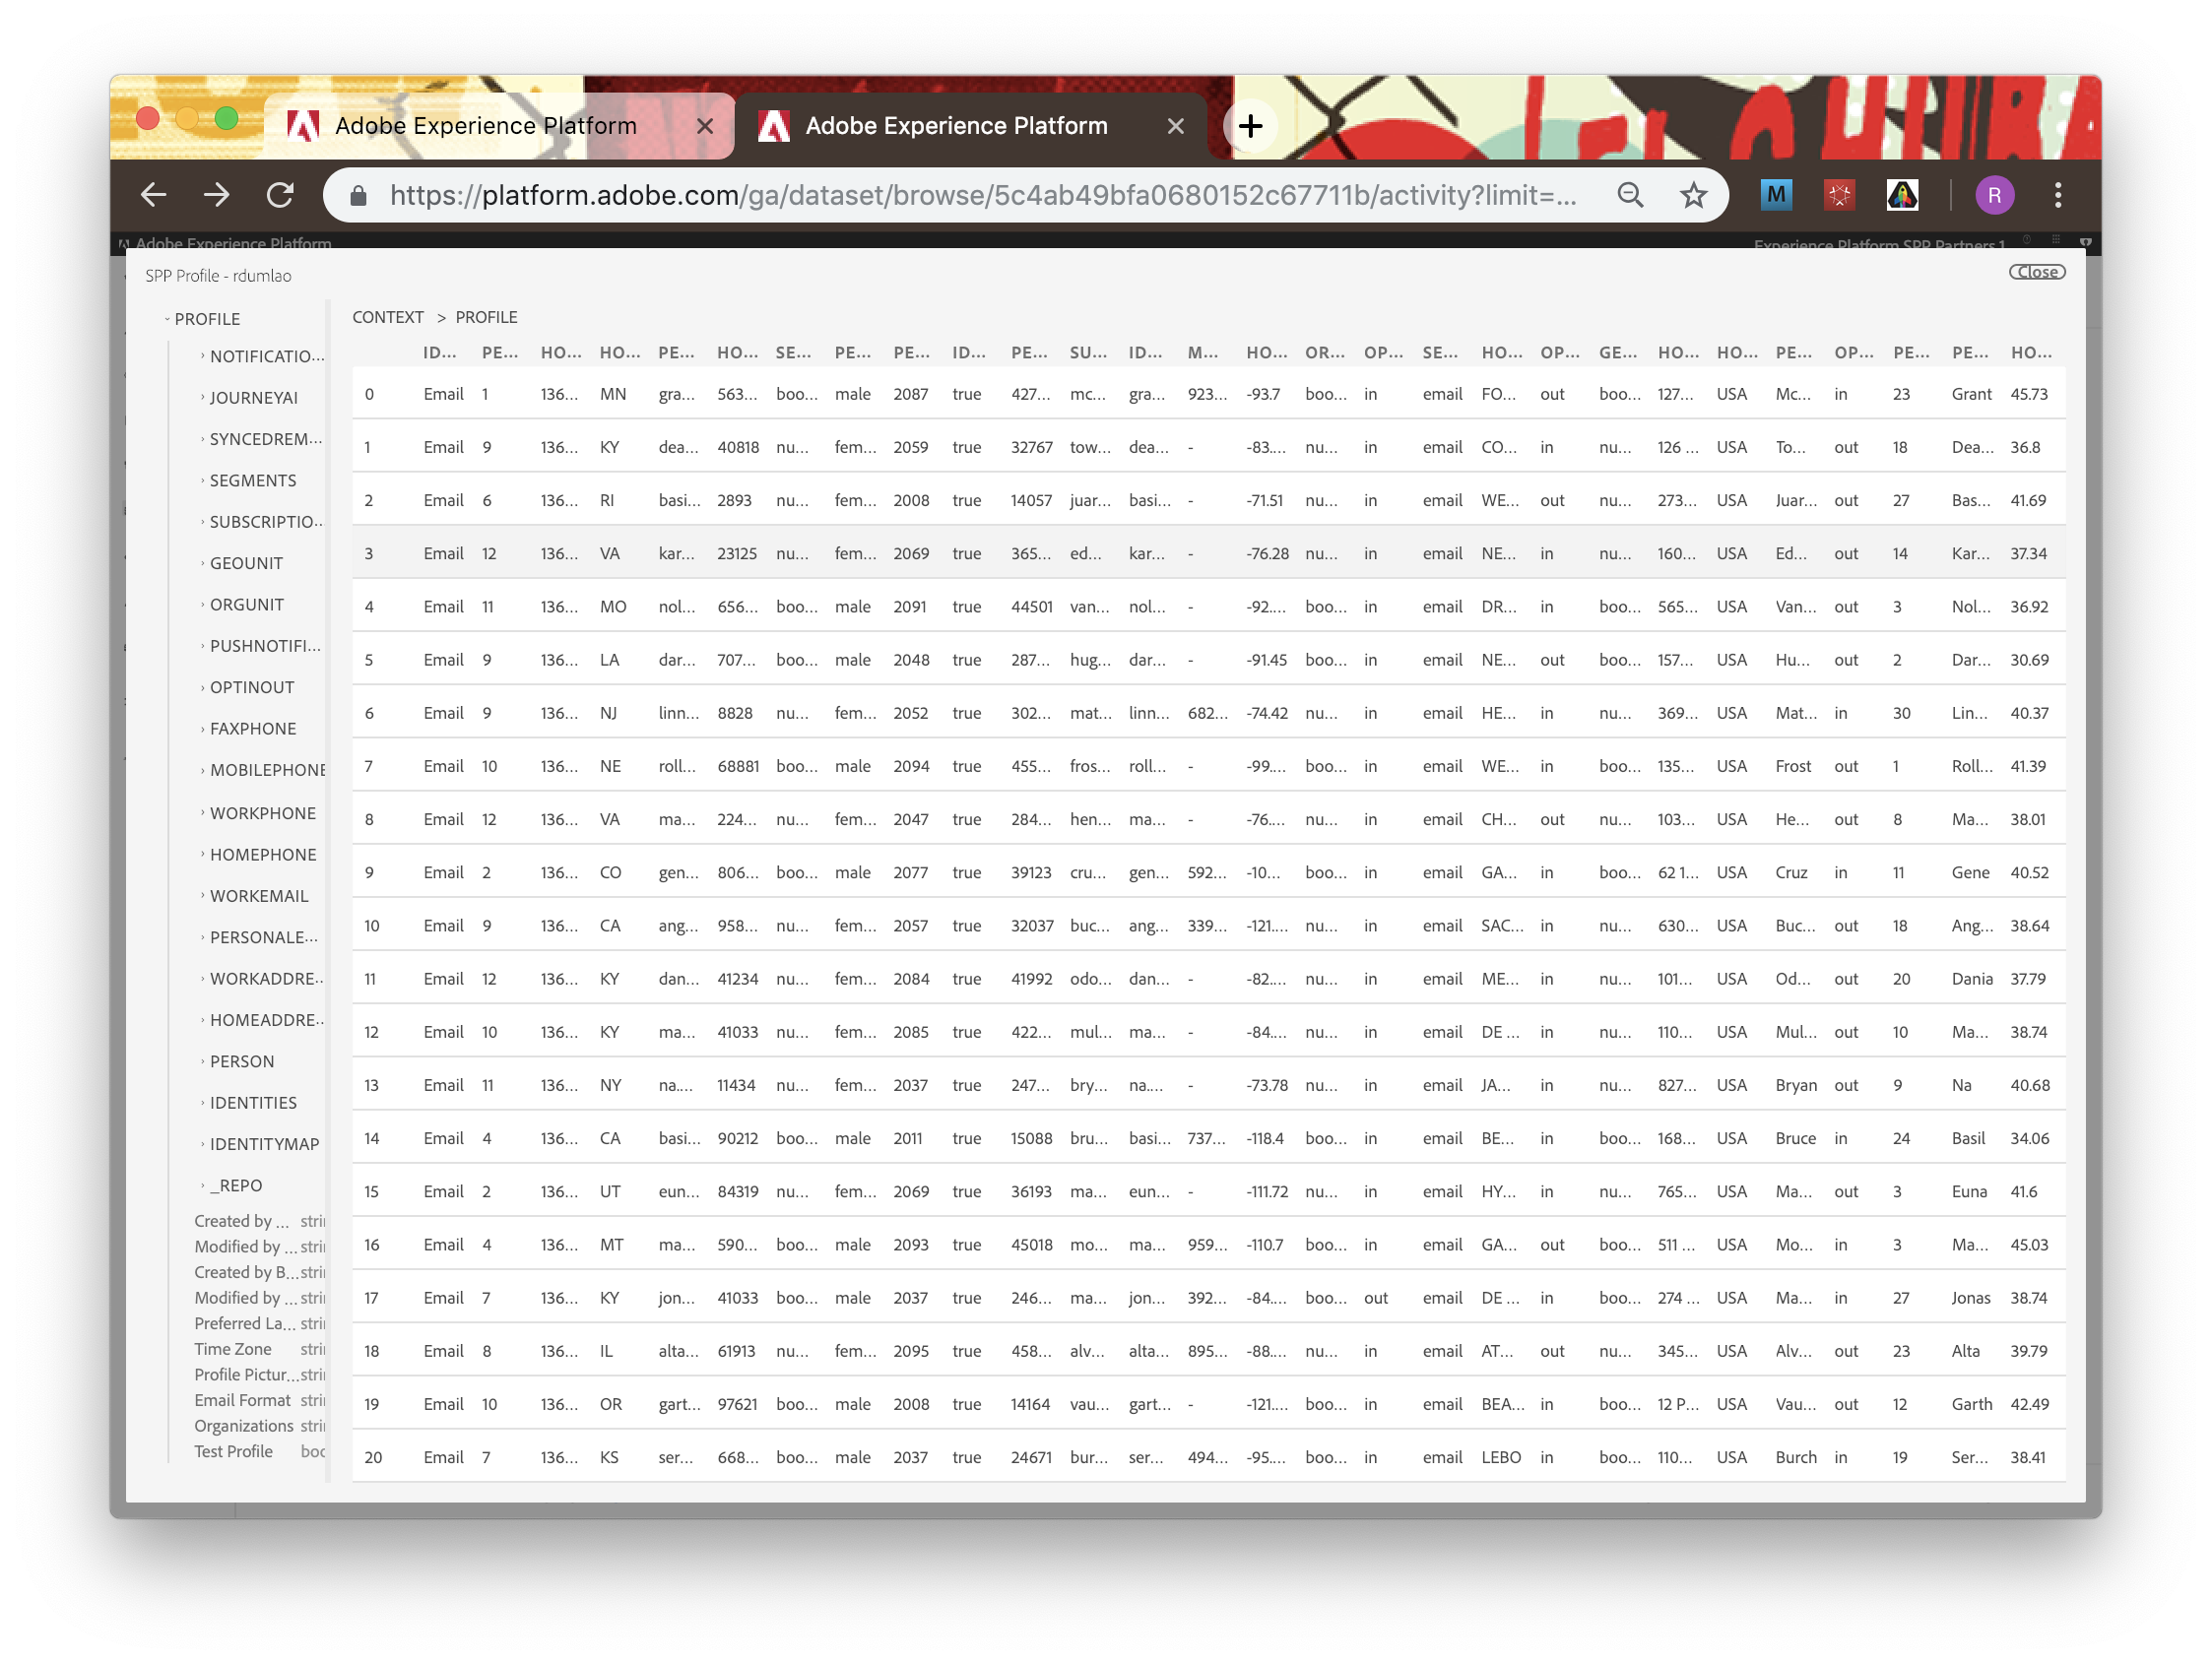 Adobe Experience Platform
Adobe Experience Platform
https://platform.adobe.com/ga/dataset/browse/5c4ab49bfa0680152c67711b/activity?limit=...
M
R
Adobe Experience Platform
Experience Platform SPP Partners 1
SPP Profile - rdumlao
Close
PROFILE
NOTIFICATIO...
JOURNEYAI
SYNCEDREM...
SEGMENTS
SUBSCRIPTIO...
GEOUNIT
ORGUNIT
PUSHNOTIFI...
OPTINOUT
FAXPHONE
MOBILEPHONE
WORKPHONE
HOMEPHONE
WORKEMAIL
PERSONALE...
WORKADDRE...
HOMEADDRE...
PERSON
IDENTITIES
IDENTITYMAP
_REPO
Created by ... strin
Modified by ... strin
Created by B... strin
Modified by ... strin
Preferred La... strin
Time Zone strin
Profile Pictur... strin
Email Format strin
Organizations strin
Test Profile boo
CONTEXT > PROFILE
ID... PE... HO... HO... PE... HO... SE... PE... PE... ID... PE... SU... ID... M... HO... OR... OP... SE... HO... OP... GE... HO... HO... PE... OP... PE... PE... HO...
0 Email 1 136... MN gra... 563... boo... male 2087 true 427... mc... gra... 923... -93.7 boo... in email FO... out boo... 127... USA Mc... in 23 Grant 45.73
1 Email 9 136... KY dea... 40818 nu... fem... 2059 true 32767 tow... dea... - -83.... nu... in email CO... in nu... 126 ... USA To... out 18 Dea... 36.8
2 Email 6 136... RI basi... 2893 nu... fem... 2008 true 14057 juar... basi... - -71.51 nu... in email WE... out nu... 273... USA Juar... out 27 Bas... 41.69
3 Email 12 136... VA kar... 23125 nu... fem... 2069 true 365... ed... kar... - -76.28 nu... in email NE... in nu... 160... USA Ed... out 14 Kar... 37.34
4 Email 11 136... MO nol... 656... boo... male 2091 true 44501 van... nol... - -92.... boo... in email DR... in boo... 565... USA Van... out 3 Nol... 36.92
5 Email 9 136... LA dar... 707... boo... male 2048 true 287... hug... dar... - -91.45 boo... in email NE... out boo... 157... USA Hu... out 2 Dar... 30.69
6 Email 9 136... NJ linn... 8828 nu... fem... 2052 true 302... mat... linn... 682... -74.42 nu... in email HE... in nu... 369... USA Mat... in 30 Lin... 40.37
7 Email 10 136... NE roll... 68881 boo... male 2094 true 455... fros... roll... - -99.... boo... in email WE... in boo... 135... USA Frost out 1 Roll... 41.39
8 Email 12 136... VA ma... 224... nu... fem... 2047 true 284... hen... ma... - -76.... nu... in email CH... out nu... 103... USA He... out 8 Ma... 38.01
9 Email 2 136... CO gen... 806... boo... male 2077 true 39123 cru... gen... 592... -10... boo... in email GA... in boo... 62 1... USA Cruz in 11 Gene 40.52
10 Email 9 136... CA ang... 958... nu... fem... 2057 true 32037 buc... ang... 339... -121.... nu... in email SAC... in nu... 630... USA Buc... out 18 Ang... 38.64
11 Email 12 136... KY dan... 41234 nu... fem... 2084 true 41992 odo... dan... - -82.... nu... in email ME... in nu... 101... USA Od... out 20 Dania 37.79
12 Email 10 136... KY ma... 41033 nu... fem... 2085 true 422... mul... ma... - -84.... nu... in email DE ... in nu... 110... USA Mul... out 10 Ma... 38.74
13 Email 11 136... NY na.... 11434 nu... fem... 2037 true 247... bry... na.... - -73.78 nu... in email JA... in nu... 827... USA Bryan out 9 Na 40.68
14 Email 4 136... CA basi... 90212 boo... male 2011 true 15088 bru... basi... 737... -118.4 boo... in email BE... in boo... 168... USA Bruce in 24 Basil 34.06
15 Email 2 136... UT eun... 84319 nu... fem... 2069 true 36193 ma... eun... - -111.72 nu... in email HY... in nu... 765... USA Ma... out 3 Euna 41.6
16 Email 4 136... MT ma... 590... boo... male 2093 true 45018 mo... ma... 959... -110.7 boo... in email GA... out boo... 511 ... USA Mo... in 3 Ma... 45.03
17 Email 7 136... KY jon... 41033 boo... male 2037 true 246... ma... jon... 392... -84.... boo... out email DE ... in boo... 274 ... USA Ma... in 27 Jonas 38.74
18 Email 8 136... IL alta... 61913 nu... fem... 2095 true 458... alv... alta... 895... -88.... nu... in email AT... out nu... 345... USA Alv... out 23 Alta 39.79
19 Email 10 136... OR gart... 97621 boo... male 2008 true 14164 vau... gart... - -121.... boo... in email BEA... in boo... 12 P... USA Vau... out 12 Garth 42.49
20 Email 7 136... KS ser... 668... boo... male 2037 true 24671 bur... ser... 494... -95.... boo... in email LEBO in boo... 110... USA Burch in 19 Ser... 38.41